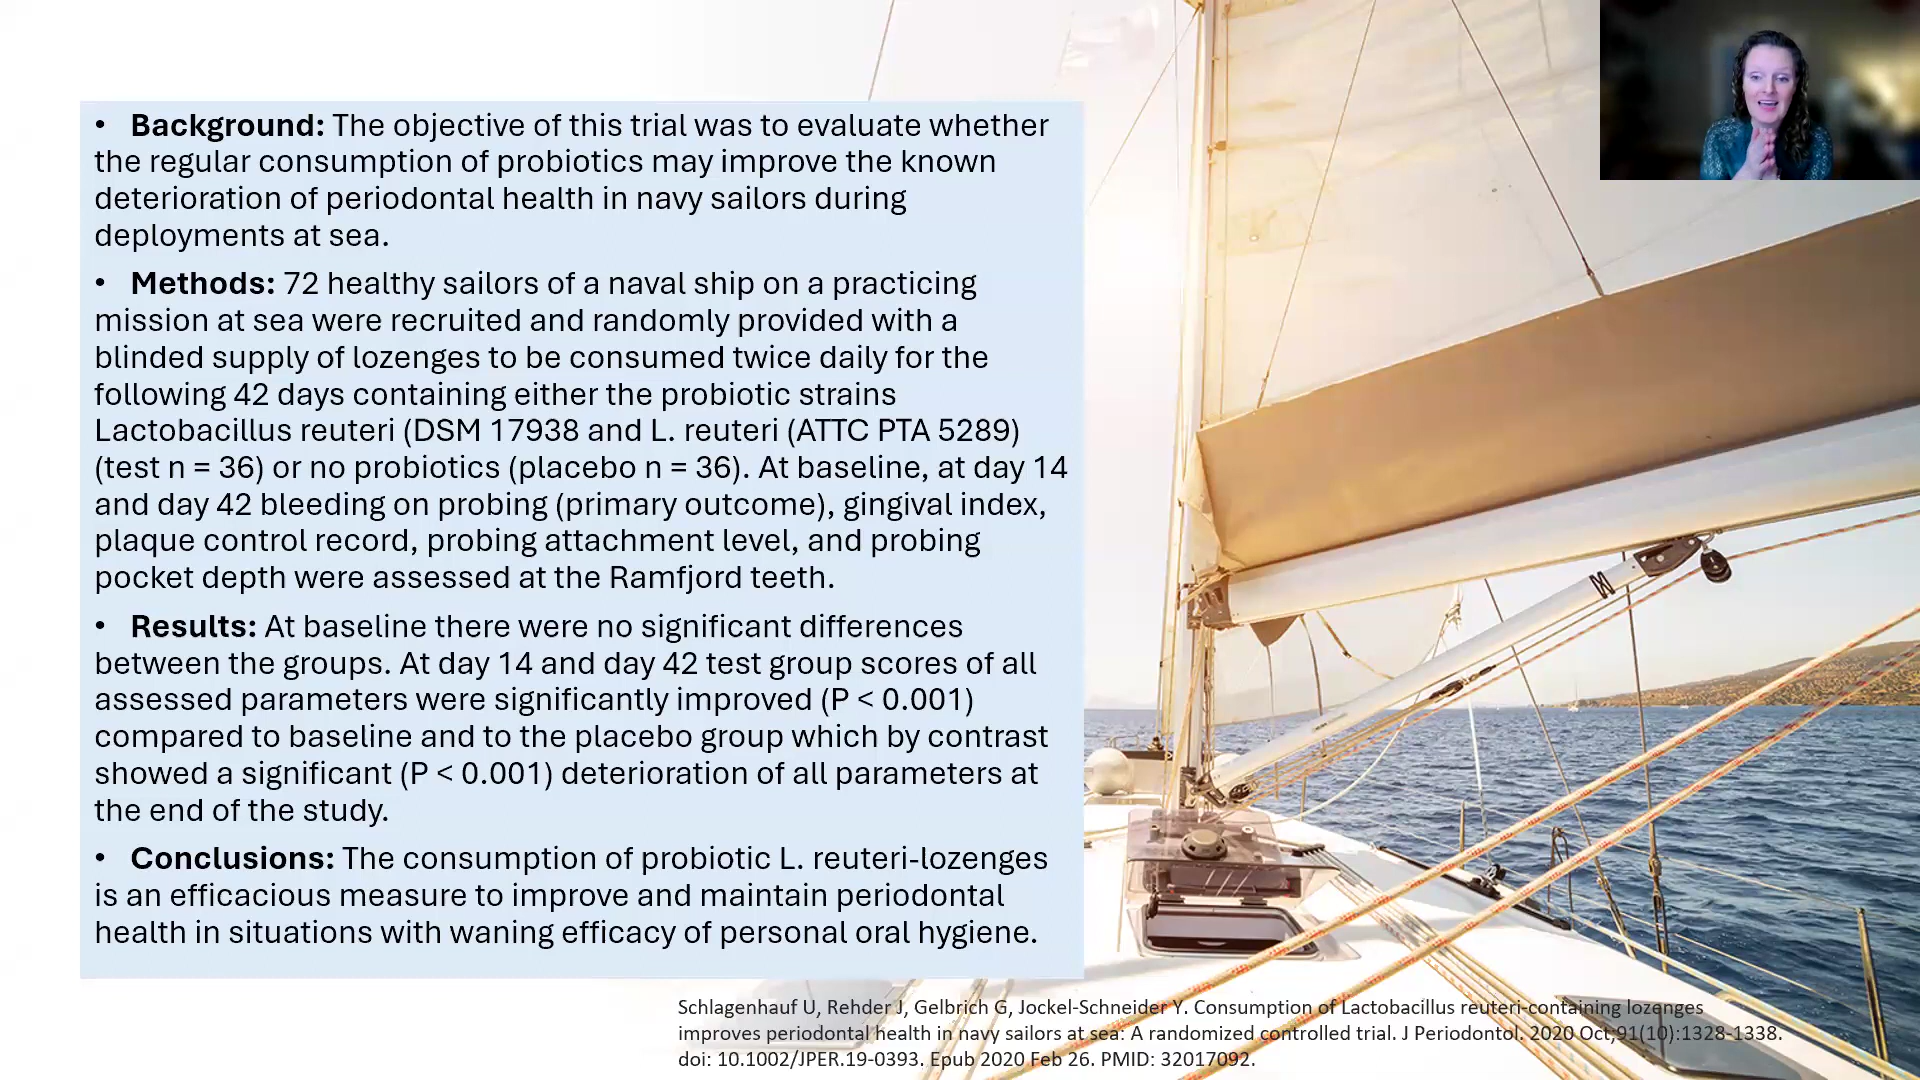 • Background: The objective of this trial was to evaluate whether
the regular consumption of probiotics may improve the known
deterioration of periodontal health in navy sailors during
deployments at sea.
• Methods: 72 healthy sailors of a naval ship on a practicing
mission at sea were recruited and randomly provided with a
blinded supply of lozenges to be consumed twice daily for the
following 42 days containing either the probiotic strains
Lactobacillus reuteri (DSM 17938 and L. reuteri (ATTC PTA 5289)
(test n = 36) or no probiotics (placebo n = 36). At baseline, at day 14
and day 42 bleeding on probing (primary outcome), gingival index,
plaque control record, probing attachment level, and probing
pocket depth were assessed at the Ramfjord teeth.
• Results: At baseline there were no significant differences
between the groups. At day 14 and day 42 test group scores of all
assessed parameters were significantly improved (P < 0.001)
compared to baseline and to the placebo group which by contrast
showed a significant (P < 0.001) deterioration of all parameters at
the end of the study.
• Conclusions: The consumption of probiotic L. reuteri-lozenges
is an efficacious measure to improve and maintain periodontal
health in situations with waning efficacy of personal oral hygiene.
Schlagenhauf U, Rehder J, Gelbrich G, Jockel-Schneider Y. Consumption of Lactobacillus reuteri-containing lozenges
improves periodontal health in navy sailors at sea: A randomized controlled trial. J Periodontol. 2020 Oct;91(10):1328-1338.
doi: 10.1002/JPER.19-0393. Epub 2020 Feb 26. PMID: 32017092.